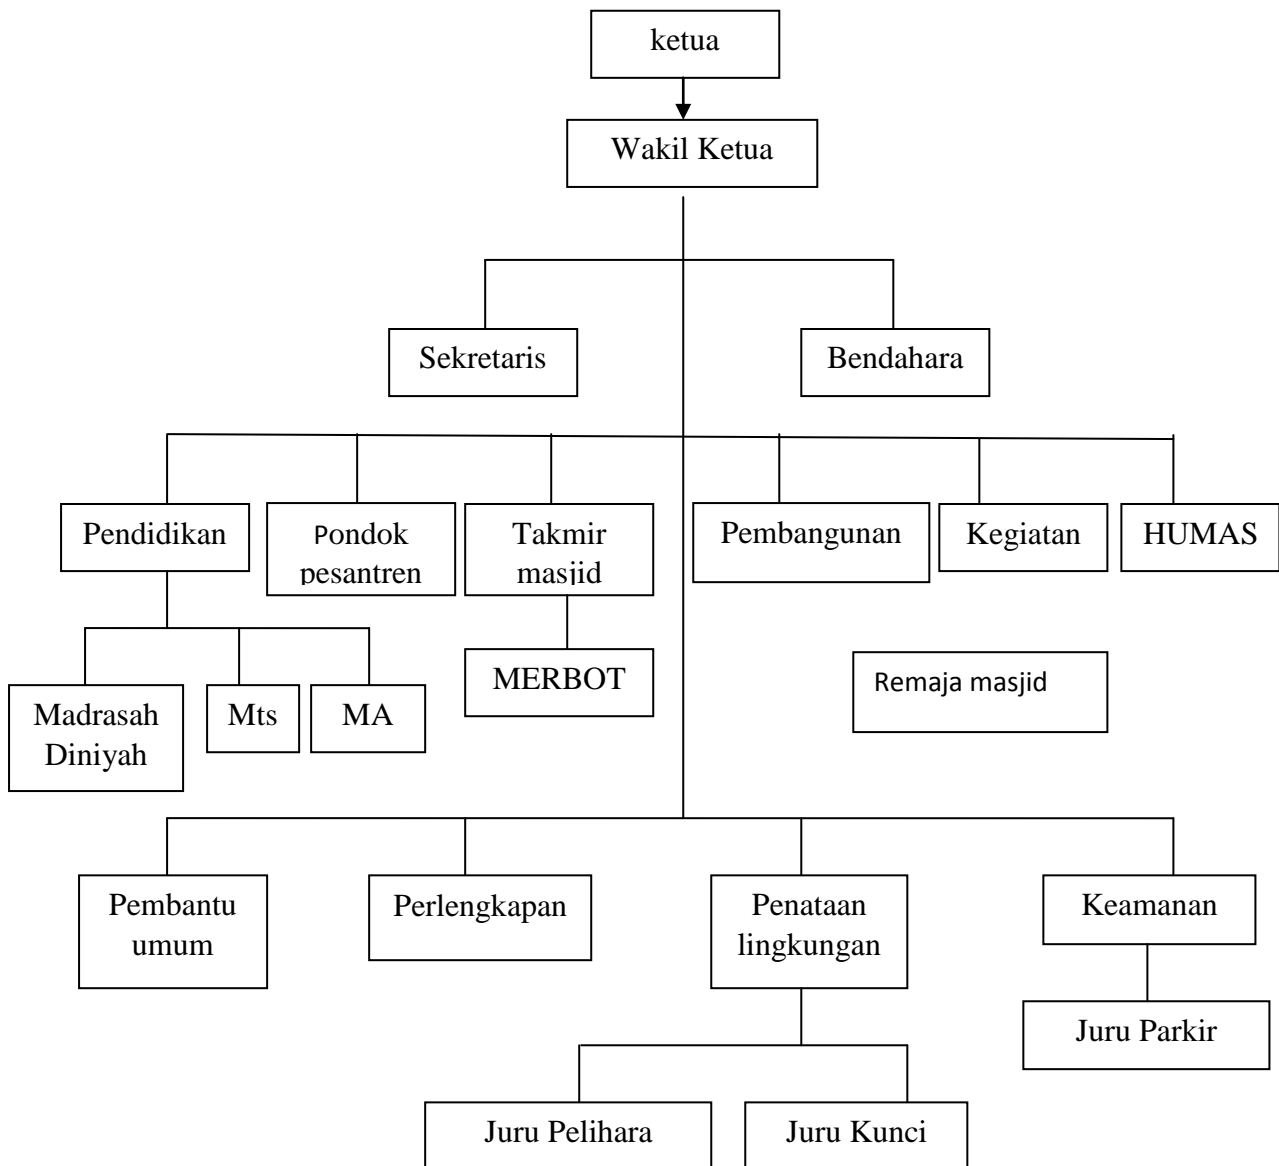 ketua
Wakil Ketua
Sekretaris
Bendahara
Pendidikan
Pondok
pesantren
Takmir
masjid
Pembangunan
Kegiatan
HUMAS
MERBOT
Remaja masjid
Madrasah
Diniyah
Mts
MA
Pembantu
umum
Perlengkapan
Penataan
lingkungan
Keamanan
Juru Parkir
Juru Pelihara
Juru Kunci